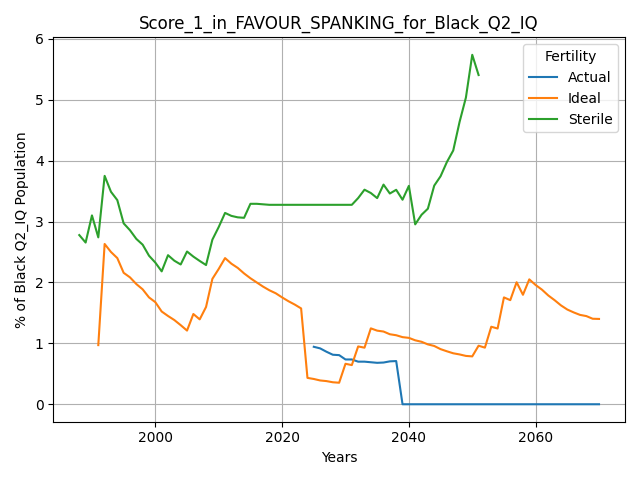 Score_1_in_FAVOUR_SPANKING_for_Black_Q2_IQ
Fertility
Actual
Ideal
Sterile
% of Black Q2_IQ Population
6
5
4
3
2
1
0
2000
2020
2040
2060
Years